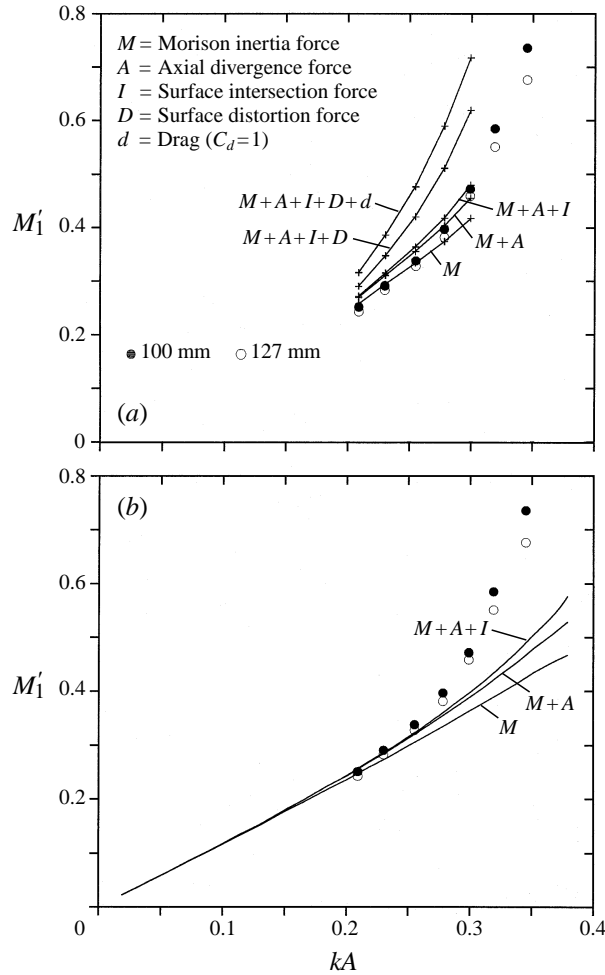 (a)
M = Morison inertia force
A = Axial divergence force
I = Surface intersection force
D = Surface distortion force
d = Drag (C_d=1)
0.8
0.6
0.4
0.2
0
M′₁
M+A+I+D+d
M+A+I+D
M+A+I
M+A
M
100 mm
127 mm
(b)
0.8
0.6
0.4
0.2
0
M′₁
M+A+I
M+A
M
0
0.1
0.2
0.3
0.4
kA